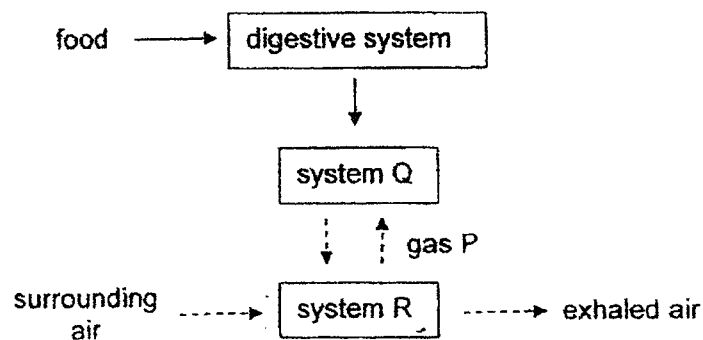 food
digestive system
system Q
gas P
surrounding
air
system R
exhaled air